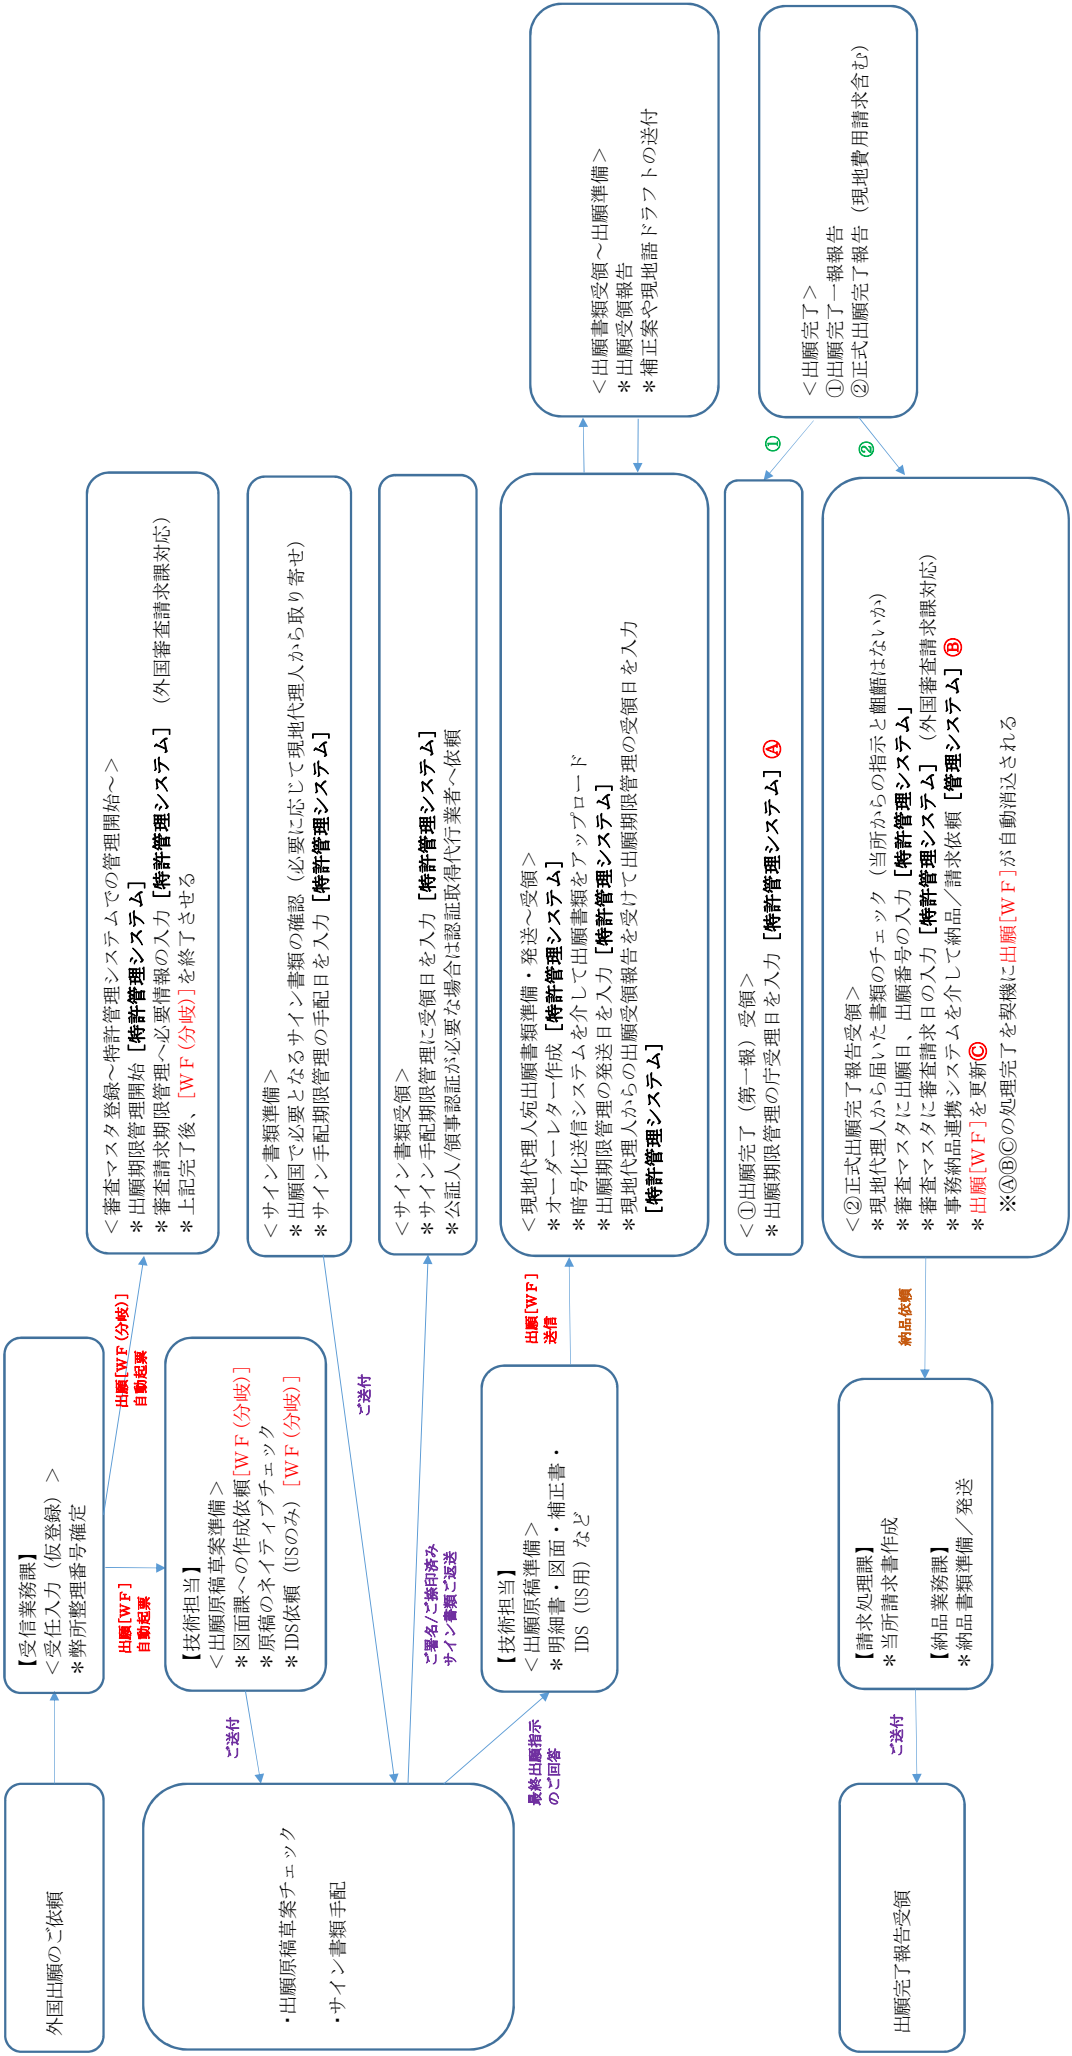 外国出願のご依頼
【受信業務課】
＜受任入力（仮登録）＞
＊弊所整理番号確定
出願[WF（分岐）]
自動起票
出願[WF]
自動起票
＜審査マスタ登録～特許管理システムでの管理開始～＞
＊出願期限管理開始［特許管理システム］
＊審査請求期限管理へ必要情報の入力［特許管理システム］（外国審査請求課対応）
＊上記完了後、[WF（分岐）]を終了させる
【技術担当】
＜出願原稿草案準備＞
＊図面課への作成依頼[WF（分岐）]
＊原稿のネイティブチェック
＊IDS依頼（USのみ）[WF（分岐）]
ご送付
＜サイン書類準備＞
＊出願国で必要となるサイン書類の確認（必要に応じて現地代理人から取り寄せ）
＊サイン手配期限管理の手配日を入力［特許管理システム］
ご送付
・出願原稿草案チェック
・サイン書類手配
ご署名/ご捺印済み
サイン書類ご返送
＜サイン書類受領＞
＊サイン手配期限管理に受領日を入力［特許管理システム］
＊公証人/領事認証が必要な場合は認証取得代行業者へ依頼
最終出願指示
のご回答
【技術担当】
＜出願原稿準備＞
＊明細書・図面・補正書・
IDS（US用）など
出願[WF]
送信
＜現地代理人宛出願書類準備・発送～受領＞
＊オーダーレター作成［特許管理システム］
＊暗号化送信システムを介して出願書類をアップロード
＊出願期限管理の発送日を入力［特許管理システム］
＊現地代理人からの出願受領報告を受けて出願期限管理の受領日を入力
［特許管理システム］
＜出願書類受領～出願準備＞
＊出願受領報告
＊補正案や現地語ドラフトの送付
＜出願完了＞
①出願完了一報報告
②正式出願完了報告（現地費用請求含む）
①
②
＜①出願完了（第一報）受領＞
＊出願期限管理の庁受理日を入力［特許管理システム］Ⓐ
＜②正式出願完了報告受領＞
＊現地代理人から届いた書類のチェック（当所からの指示と齟齬はないか）
＊審査マスタに出願日、出願番号の入力［特許管理システム」
＊審査マスタに審査請求日の入力［特許管理システム］（外国審査請求課対応）
＊事務納品連携システムを介して納品／請求依頼［管理システム］Ⓑ
＊出願[WF]を更新Ⓒ
※ⒶⒷⒸの処理完了を契機に出願[WF]が自動消込される
納品依頼
【請求処理課】
＊当所請求書作成
【納品業務課】
＊納品書類準備／発送
ご送付
出願完了報告受領